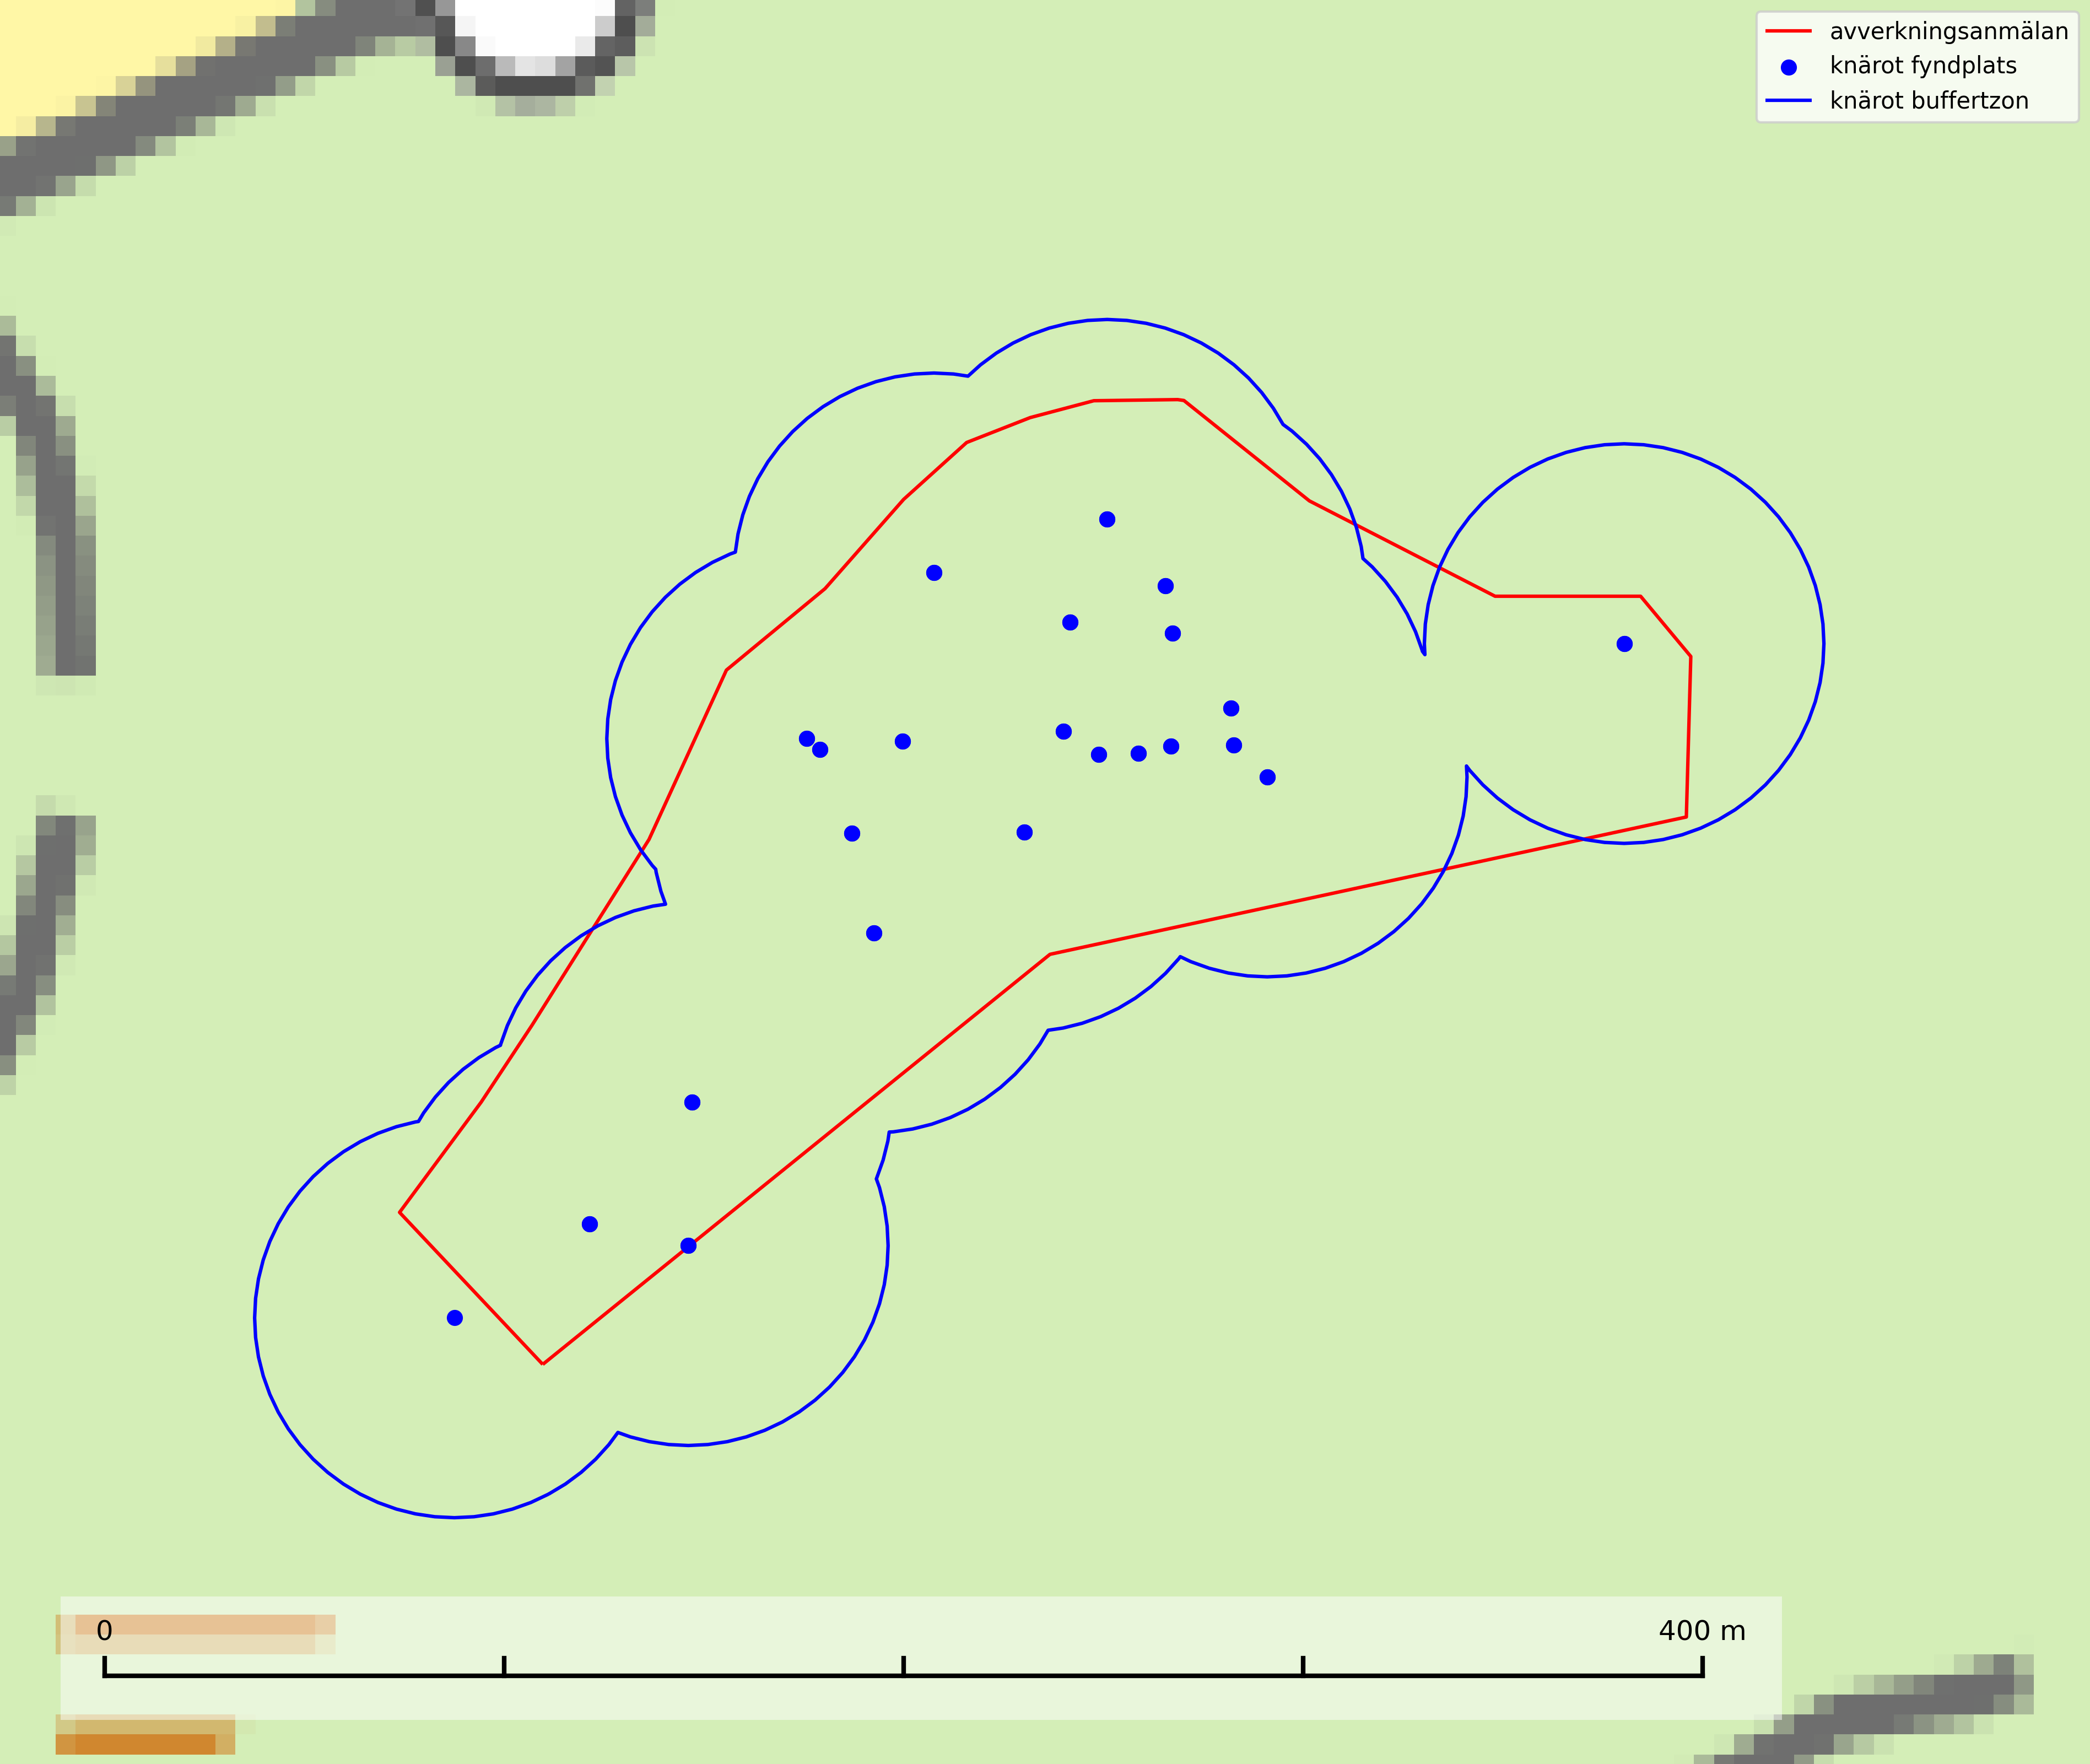 avverkningsanmälan
knärot fyndplats
knärot buffertzon
0
400 m